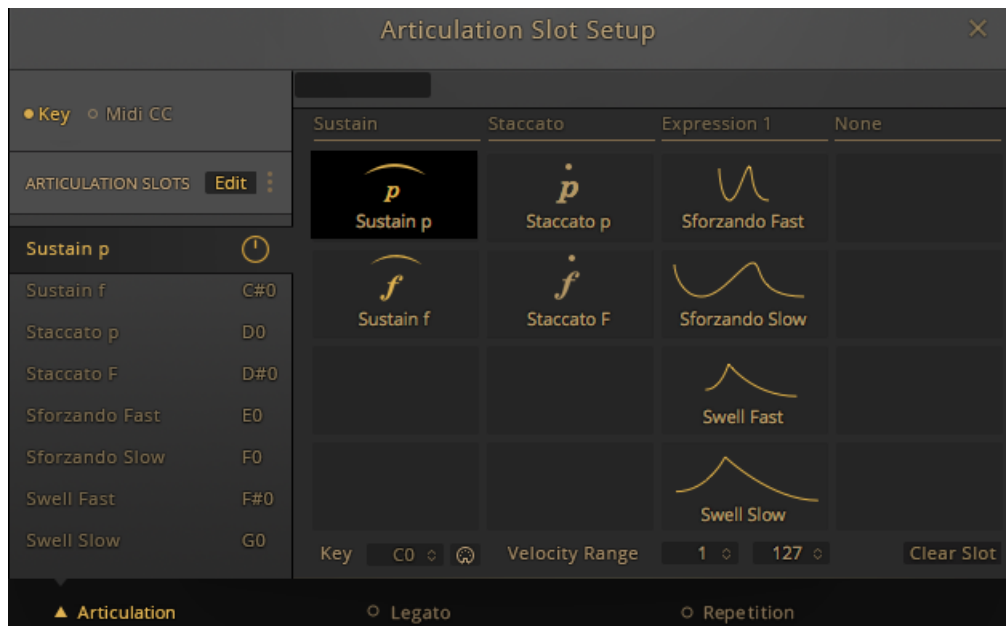 Articulation Slot Setup
Key Midi CC
ARTICULATION SLOTS Edit
Sustain p
Sustain f C#0
Staccato p D0
Staccato F D#0
Sforzando Fast E0
Sforzando Slow F0
Swell Fast F#0
Swell Slow G0
Sustain Staccato Expression 1 None
p p
Sustain p Staccato p Sforzando Fast
f f
Sustain f Staccato F Sforzando Slow
Swell Fast
Swell Slow
Key C0 Velocity Range 1 127 Clear Slot
Articulation Legato Repetition